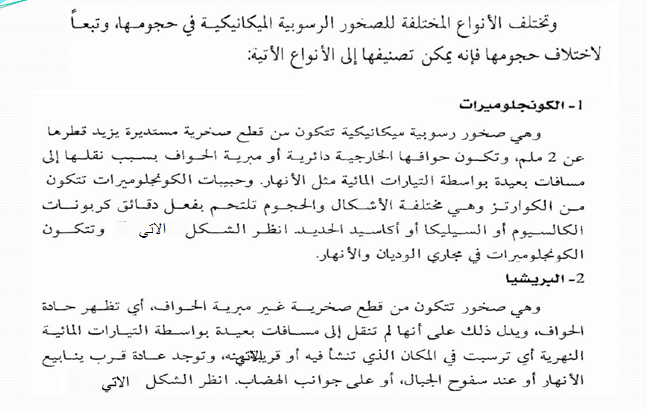 وتختلف الأنواع المختلفة للصخور الرسوبية الميكانيكية في حجومها، وتبعاً
لاختلاف حجومها فإنه يمكن تصنيفها إلى الأنواع الأتية:
1- الكونجلوميرات
وهي صخور رسوبية ميكانيكية تتكون من قطع صخرية مستديرة يزيد قطرها
عن 2 ملم، وتكون حوافها الخارجية دائرية أو مبرية الحواف بسبب نقلها إلى
مسافات بعيدة بواسطة التيارات المائية مثل الأنهار. وحبيبات الكونجلوميرات تتكون
من الكوارتز وهي مختلفة الأشكال والحجوم تلتحم بفعل دقائق كربونات
الكالسيوم أو السيليكا أو أكاسيد الحديد. انظر الشكل الاتي وتتكون
الكونجلوميرات في مجاري الوديان والأنهار.
2- البريشيا
وهي صخور تتكون من قطع صخرية غير مبرية الحواف، أي تظهر حادة
الحواف، ويدل ذلك على أنها لم تنقل إلى مسافات بعيدة بواسطة التيارات المائية
النهرية أي ترسبت في المكان الذي تنشأ فيه أو قريبا الاتي منه، وتوجد عادة قرب ينابيع
الأنهار أو عند سفوح الجبال، أو على جوانب الهضاب. انظر الشكل الاتي